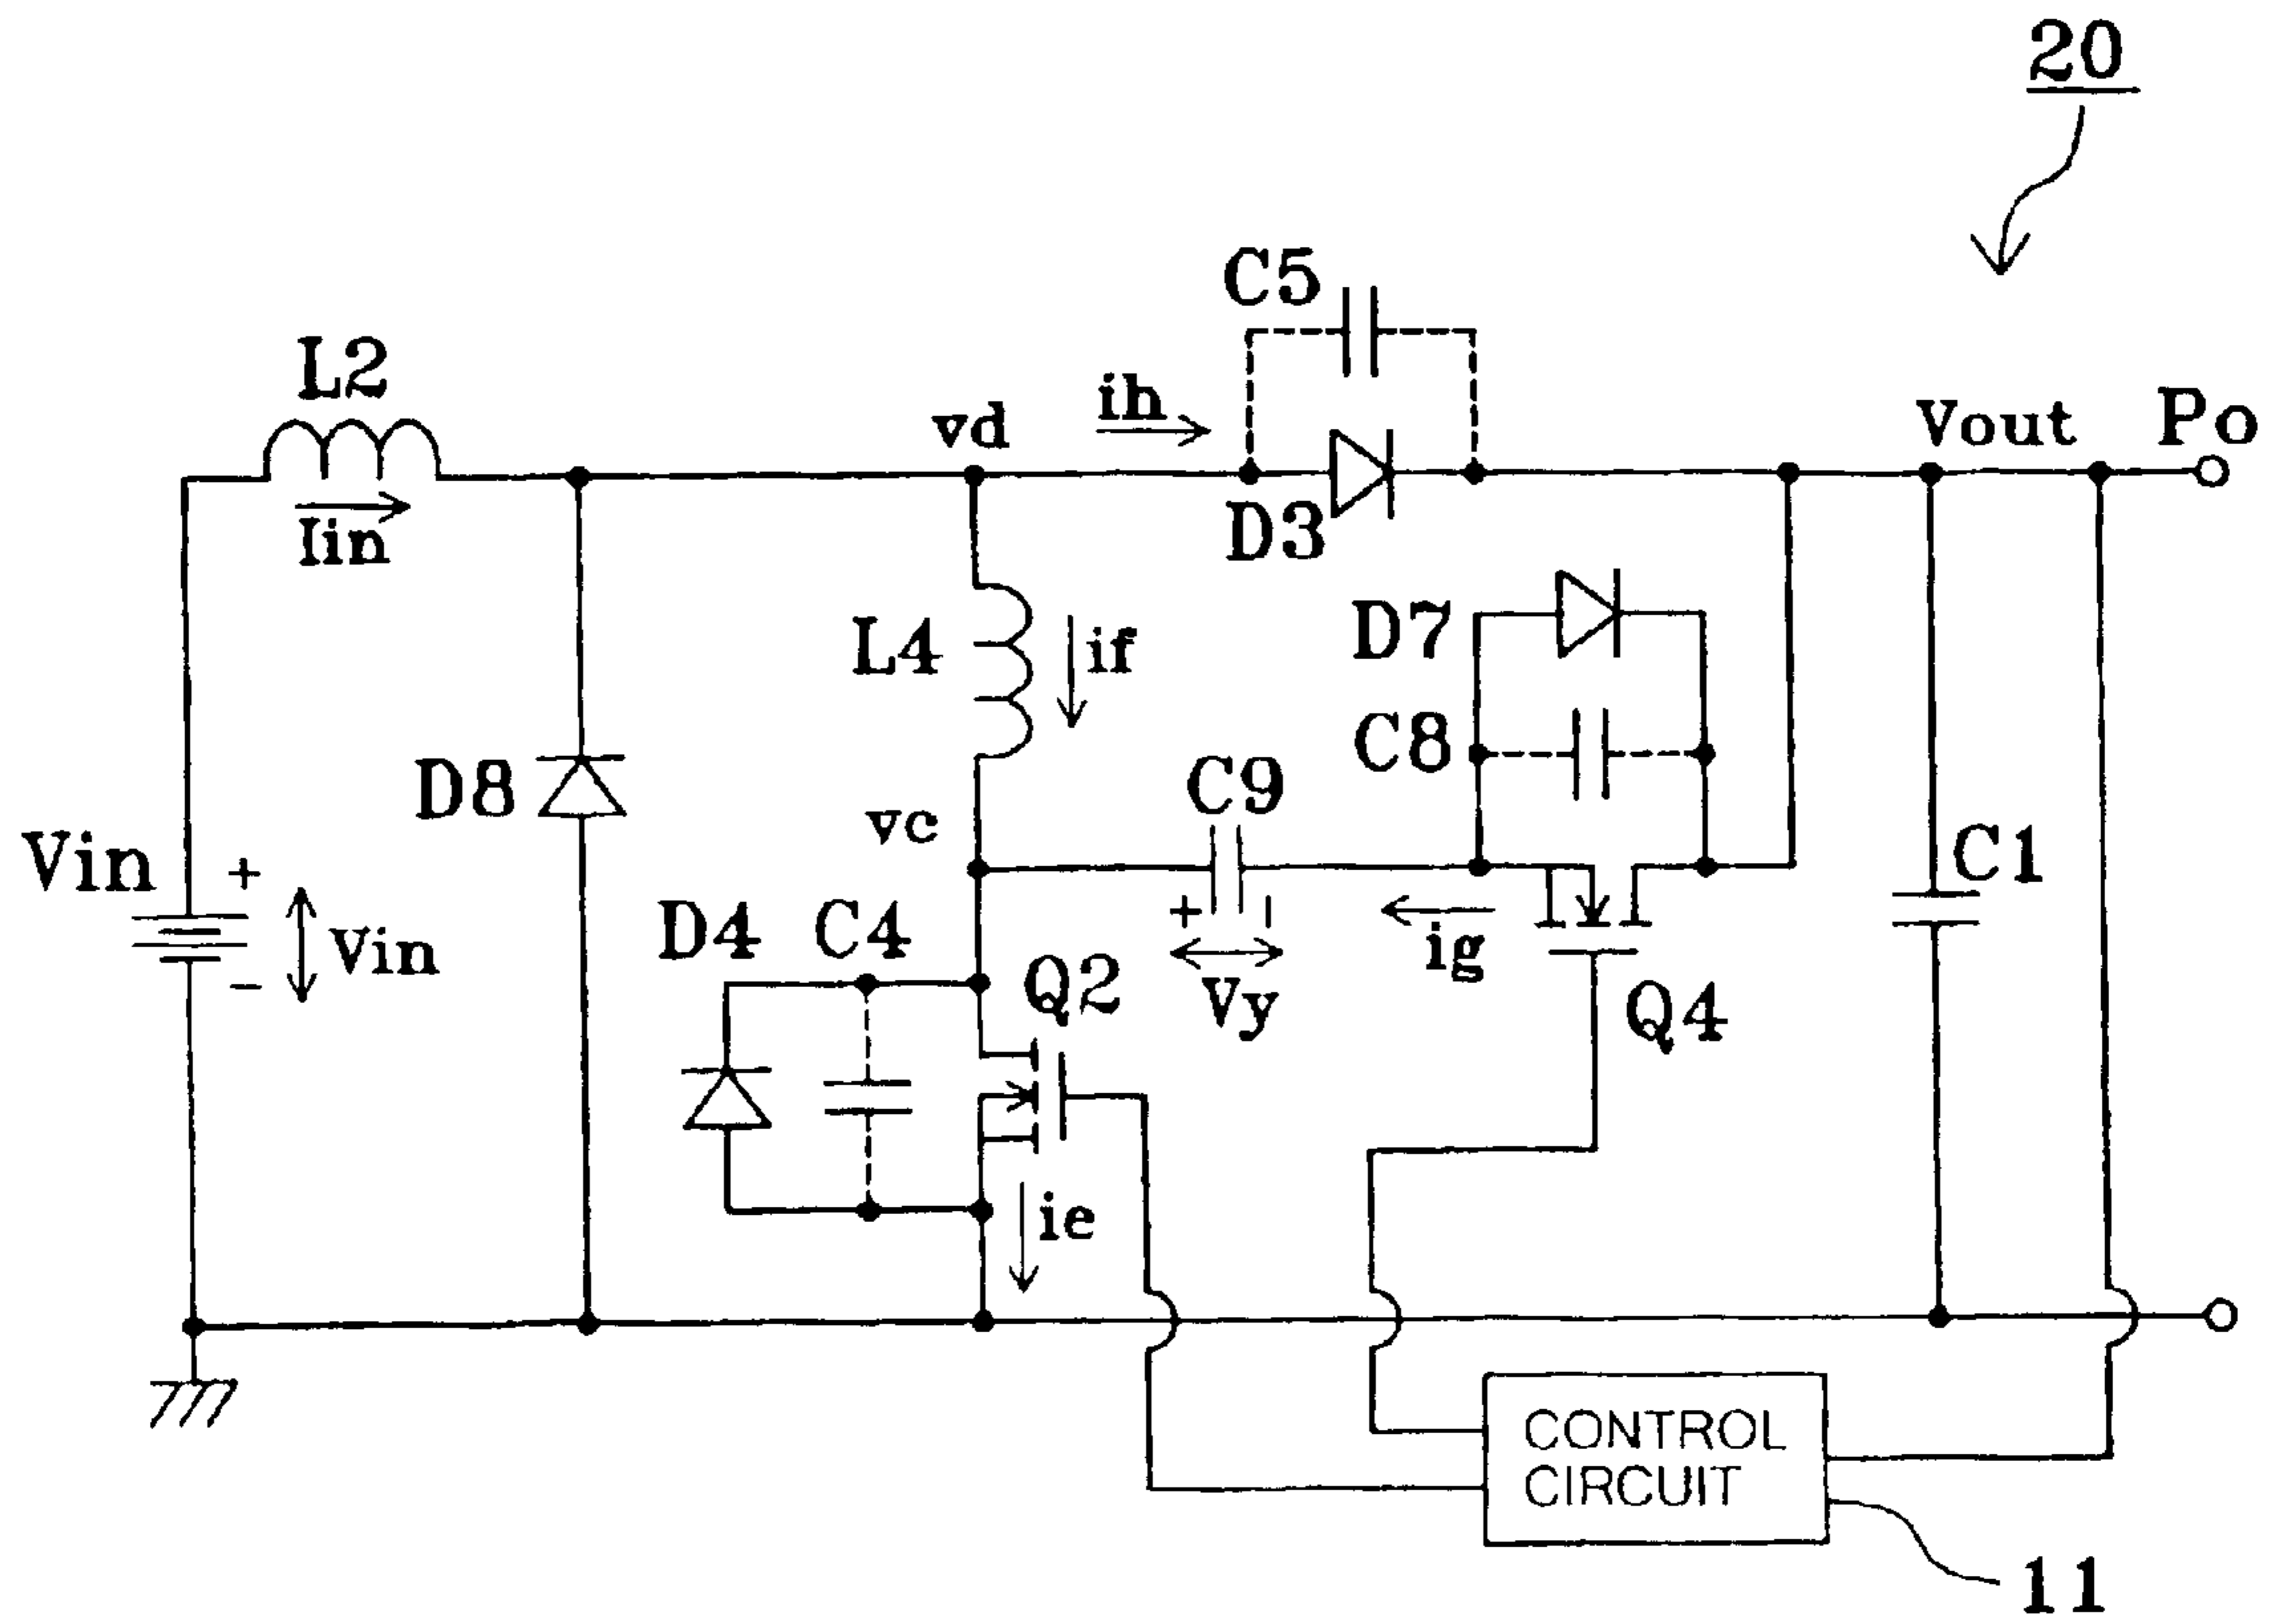 20
C5
L2
ih
vd
Vout
Po
Iin
D3
D7
L4
if
C8
D8
C9
vc
Vin
+
C1
D4
C4
+
ig
Vin
Q2
Vy
Q4
−
ie
CONTROL
CIRCUIT
11